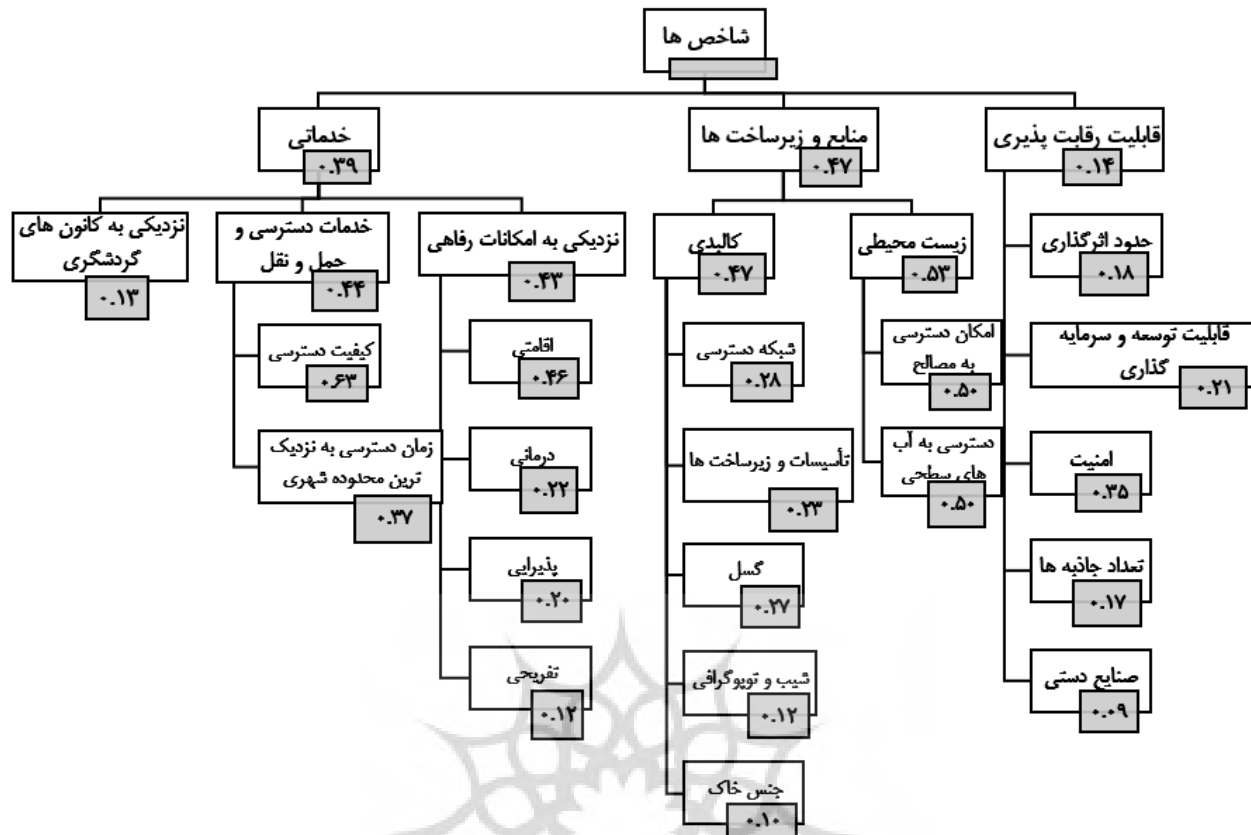 شاخص ها
قابلیت رقابت پذیری
۰.۱۴
حدود اثرگذاری
۰.۱۸
قابلیت توسعه و سرمایه
گذاری
۰.۲۱
امنیت
۰.۳۵
تعداد جاذبه ها
۰.۱۷
صنایع دستی
۰.۰۹
منابع و زیرساخت ها
۰.۴۷
زیست محیطی
۰.۵۳
امکان دسترسی
به مصالح
۰.۵۰
دسترسی به آب
های سطحی
۰.۵۰
کالبدی
۰.۴۷
شبکه دسترسی
۰.۲۸
تأسیسات و زیرساخت ها
۰.۲۳
گسل
۰.۲۷
شیب و توپوگرافی
۰.۱۲
جنس خاک
۰.۱۰
خدماتی
۰.۳۹
نزدیکی به امکانات رفاهی
۰.۴۳
اقامتی
۰.۴۶
درمانی
۰.۲۲
پذیرایی
۰.۲۰
تفریحی
۰.۱۲
خدمات دسترسی و
حمل و نقل
۰.۴۴
کیفیت دسترسی
۰.۶۳
زمان دسترسی به نزدیک
ترین محدوده شهری
۰.۳۷
نزدیکی به کانون های
گردشگری
۰.۱۳